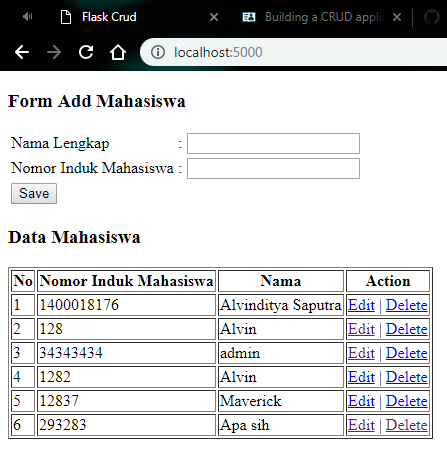 Flask Crud
Building a CRUD applic
localhost:5000
Form Add Mahasiswa
Nama Lengkap :
Nomor Induk Mahasiswa :
Save
Data Mahasiswa
No Nomor Induk Mahasiswa Nama Action
1 1400018176 Alvinditya Saputra Edit | Delete
2 128 Alvin Edit | Delete
3 34343434 admin Edit | Delete
4 1282 Alvin Edit | Delete
5 12837 Maverick Edit | Delete
6 293283 Apa sih Edit | Delete